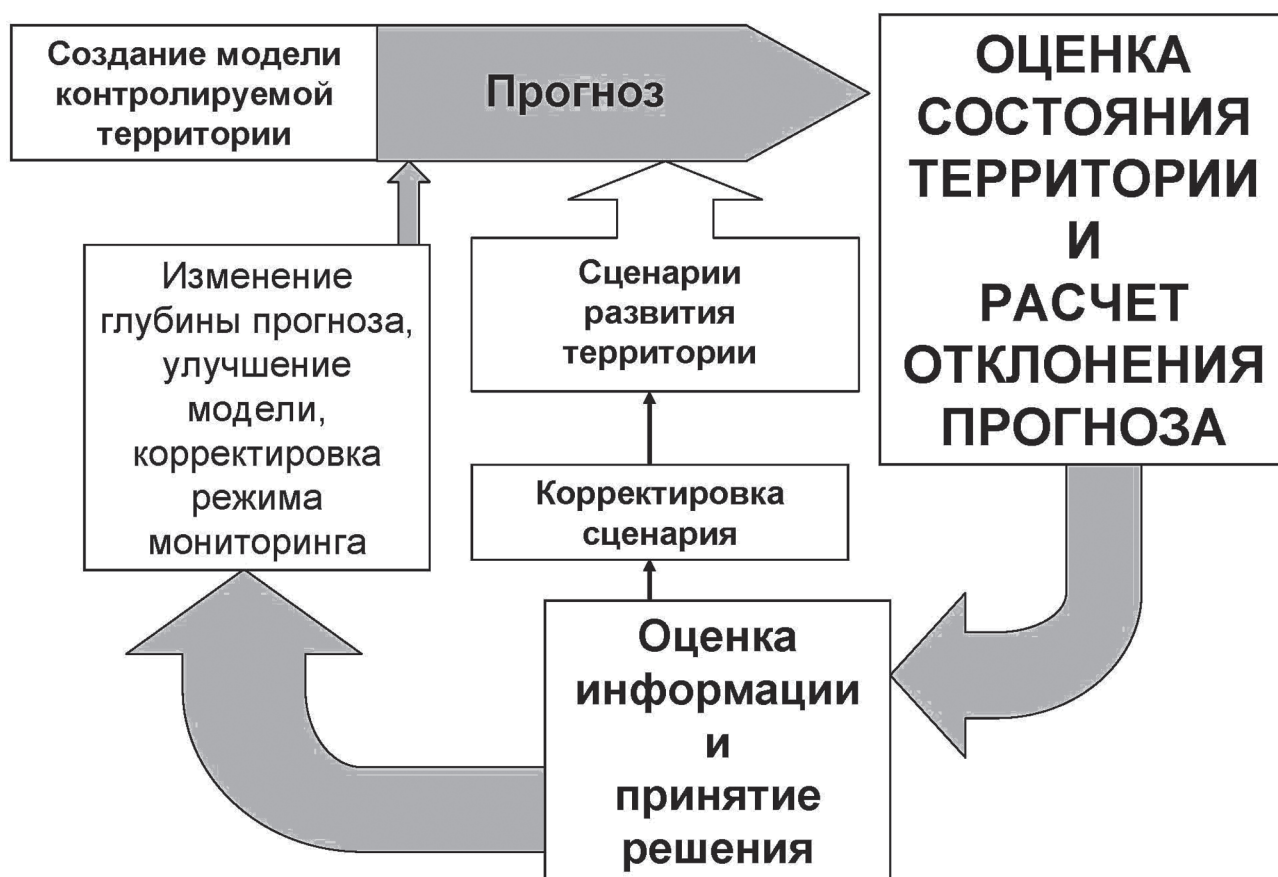 Создание модели
контролируемой
территории
Прогноз
ОЦЕНКА
СОСТОЯНИЯ
ТЕРРИТОРИИ
И
РАСЧЕТ
ОТКЛОНЕНИЯ
ПРОГНОЗА
Изменение
глубины прогноза,
улучшение
модели,
корректировка
режима
мониторинга
Сценарии
развития
территории
Корректировка
сценария
Оценка
информации
и
принятие
решения